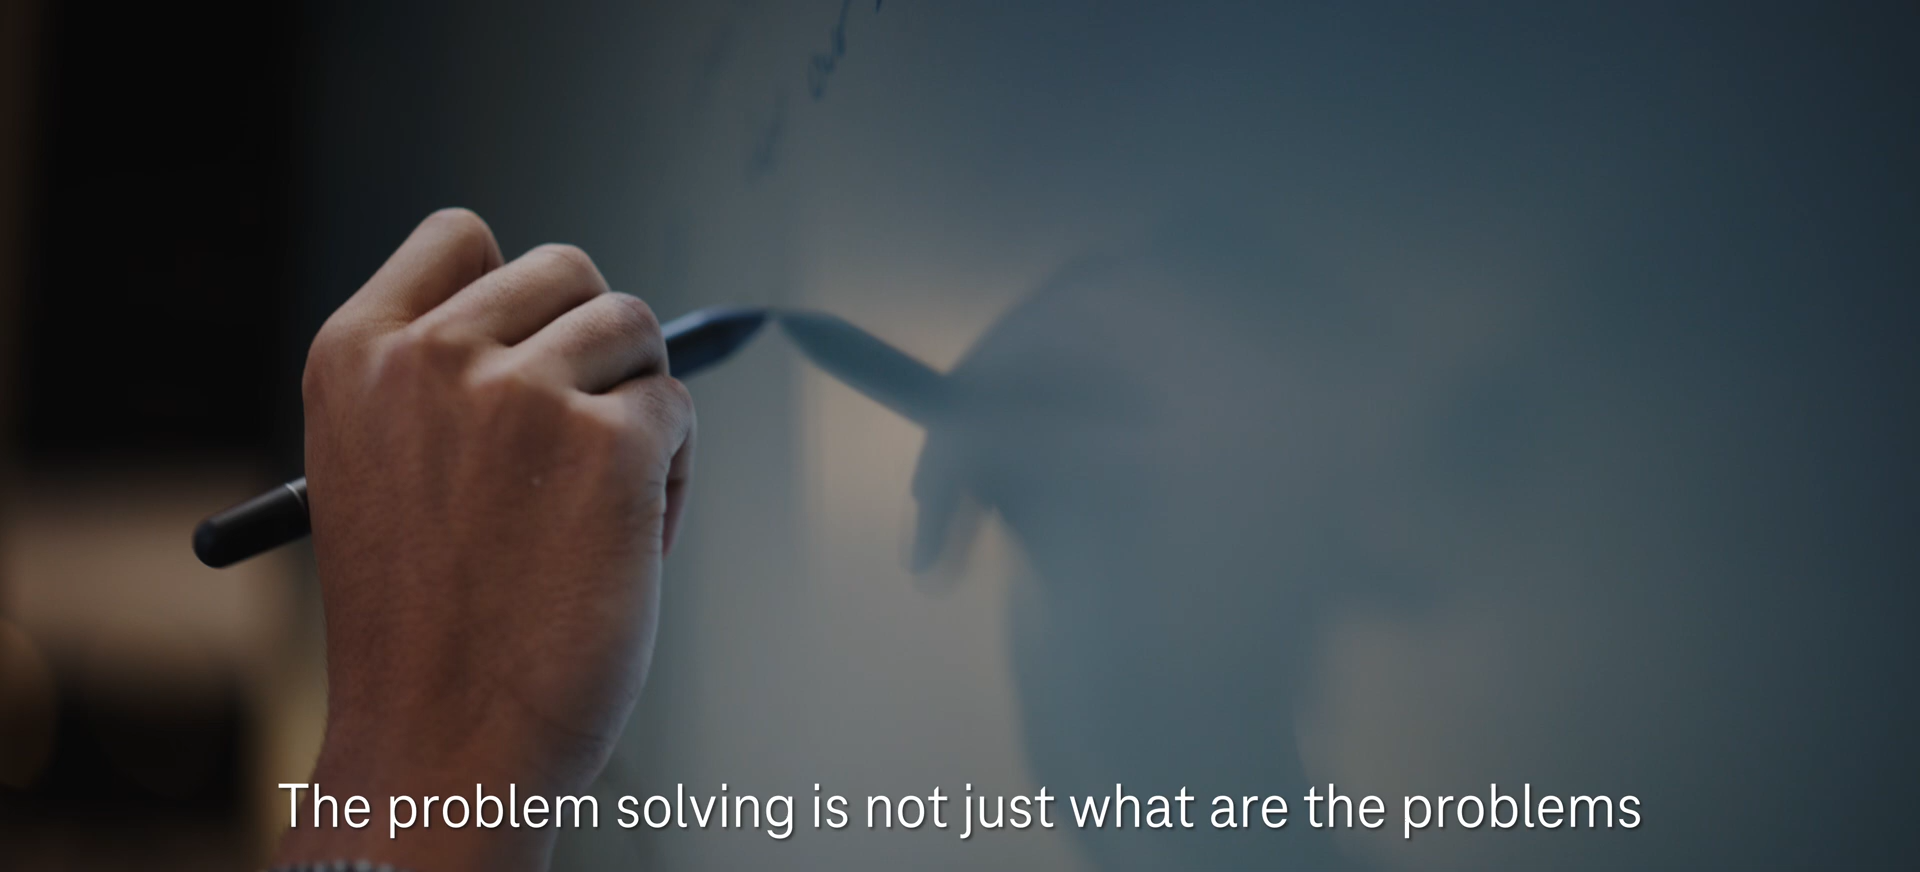 The problem solving is not just what are the problems